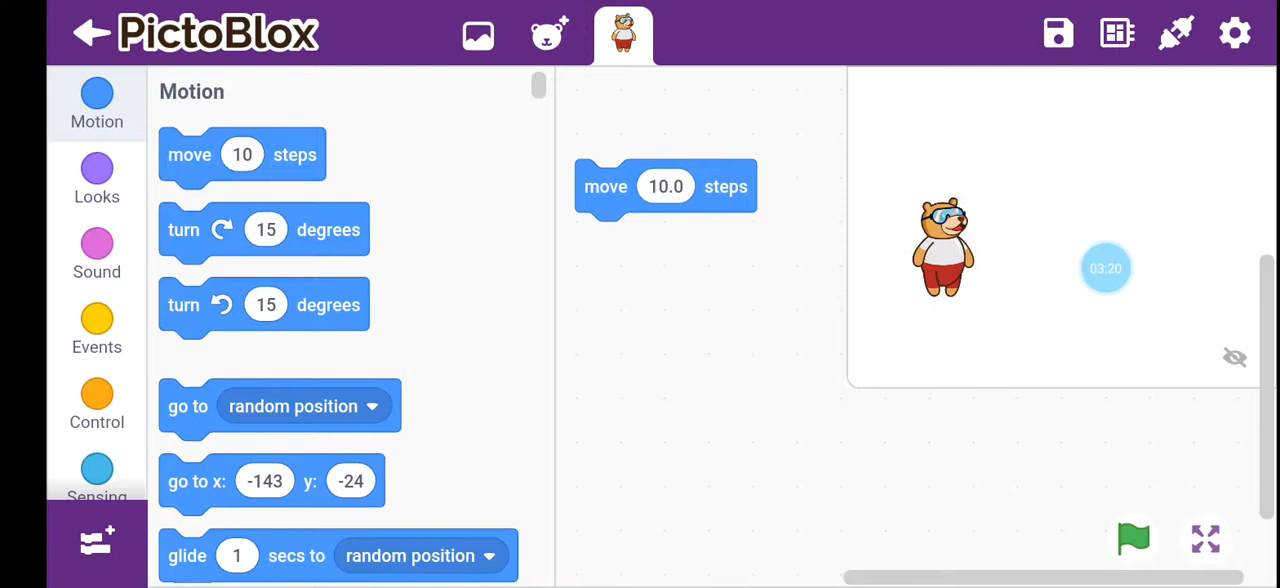 PictoBlox
Motion
Looks
Sound
Events
Control
Sensing
Motion
move 10 steps
turn 15 degrees
turn 15 degrees
go to random position
go to x: -143 y: -24
glide 1 secs to random position
move 10.0 steps
03:20